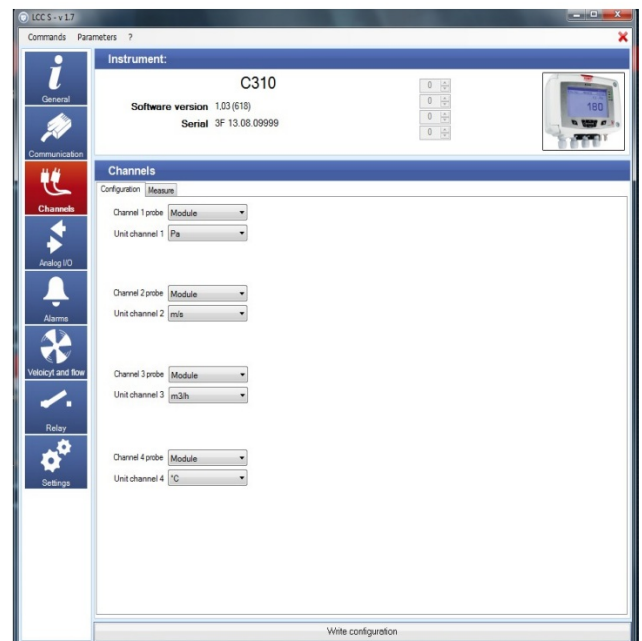 LCC S - v 1.7
Commands Parameters ?
General
Communication
Channels
Analog I/O
Alarms
Veloicyt and flow
Relay
Settings
Instrument:
C310
Software version 1,03 (618)
Serial 3F 13.08.09999
0
0
0
0
180
Channels
Configuration Measure
Channel 1 probe Module
Unit channel 1 Pa
Channel 2 probe Module
Unit channel 2 m/s
Channel 3 probe Module
Unit channel 3 m3/h
Channel 4 probe Module
Unit channel 4 °C
Write configuration